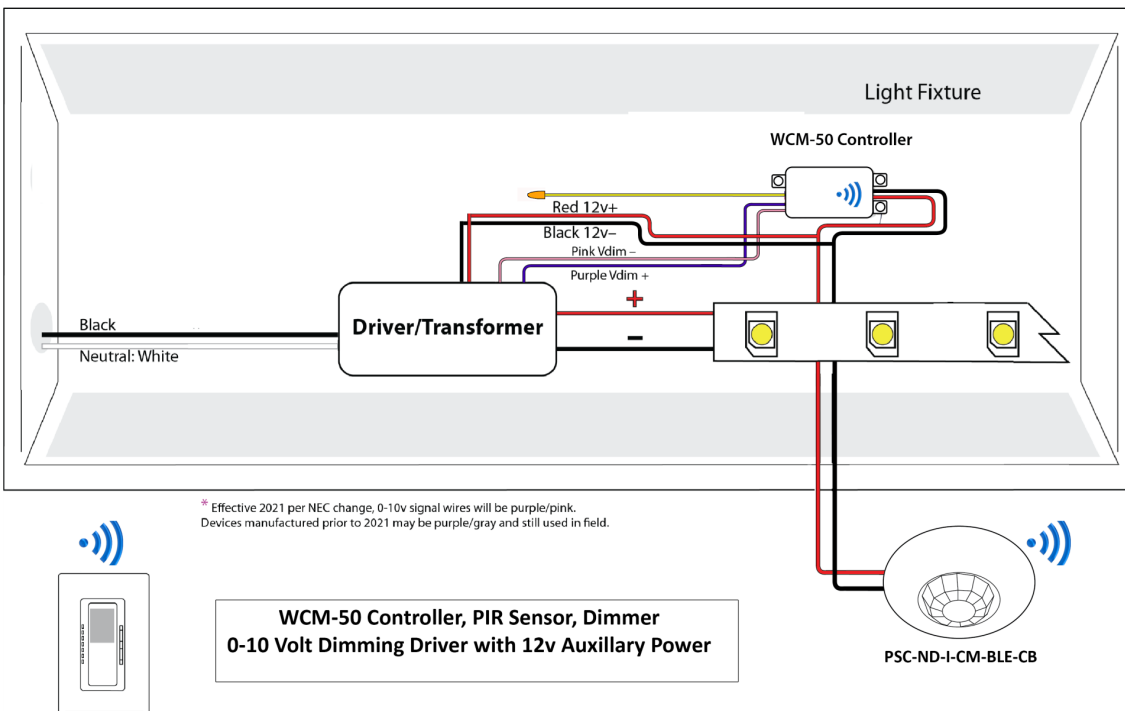 Light Fixture
WCM-50 Controller
Red 12v+
Black 12v–
Pink Vdim –
Purple Vdim +
+
Black
Driver/Transformer
–
Neutral: White
* Effective 2021 per NEC change, 0-10v signal wires will be purple/pink.
Devices manufactured prior to 2021 may be purple/gray and still used in field.
WCM-50 Controller, PIR Sensor, Dimmer
0-10 Volt Dimming Driver with 12v Auxillary Power
PSC-ND-I-CM-BLE-CB